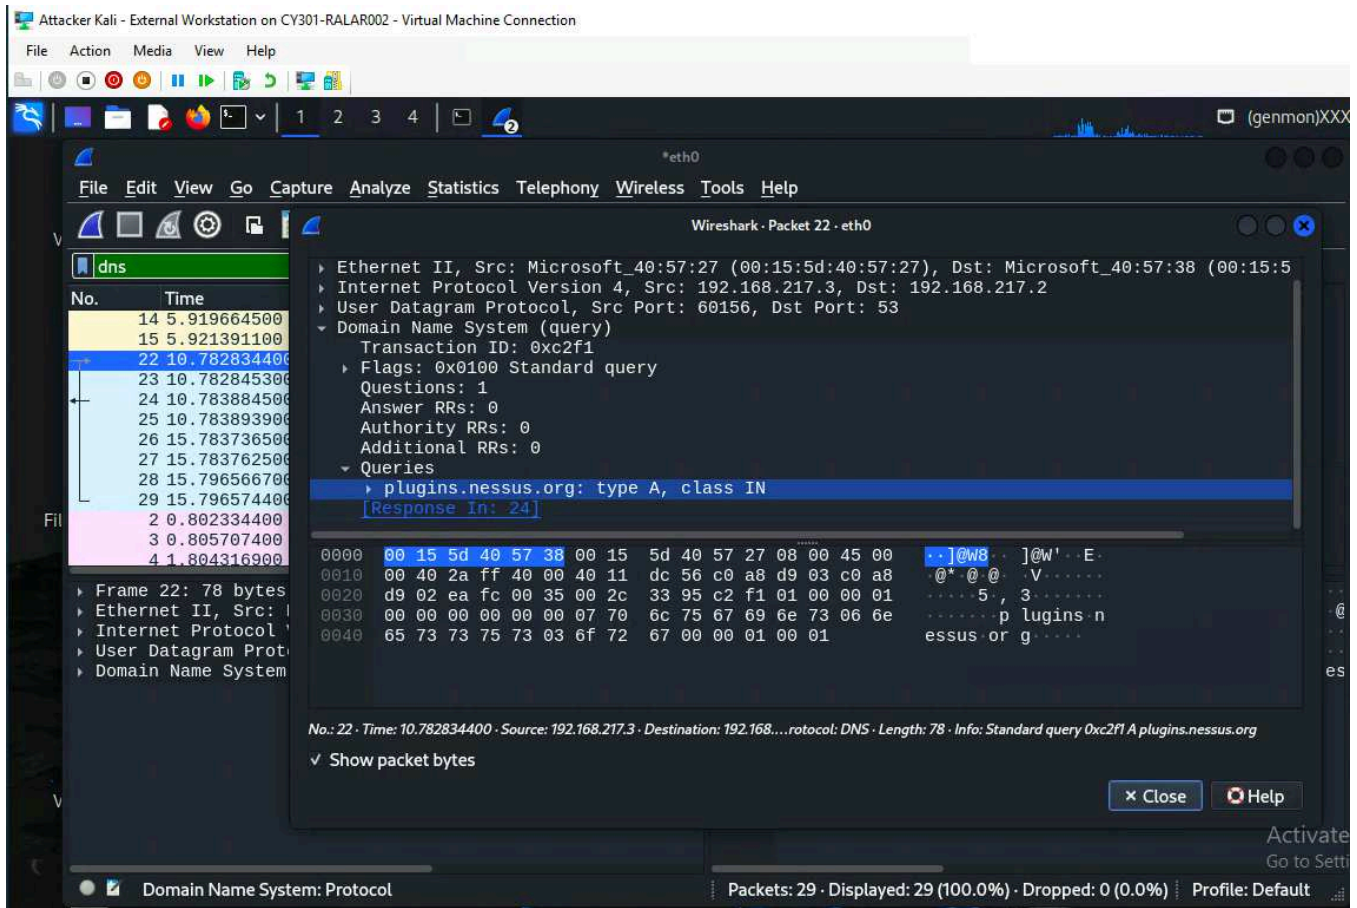 Attacker Kali - External Workstation on CY301-RALAR002 - Virtual Machine Connection
File Action Media View Help
1 2 3 4 2 (genmon)XXX
*eth0
File Edit View Go Capture Analyze Statistics Telephony Wireless Tools Help
Wireshark · Packet 22 · eth0
dns
No. Time
14 5.919664500
15 5.921391100
22 10.782834400
23 10.782845300
24 10.783884500
25 10.783893900
26 15.783736500
27 15.783762500
28 15.796566700
29 15.796574400
2 0.802334400
3 0.805707400
4 1.804316900
Ethernet II, Src: Microsoft_40:57:27 (00:15:5d:40:57:27), Dst: Microsoft_40:57:38 (00:15:5
Internet Protocol Version 4, Src: 192.168.217.3, Dst: 192.168.217.2
User Datagram Protocol, Src Port: 60156, Dst Port: 53
Domain Name System (query)
Transaction ID: 0xc2f1
Flags: 0x0100 Standard query
Questions: 1
Answer RRs: 0
Authority RRs: 0
Additional RRs: 0
Queries
plugins.nessus.org: type A, class IN
[Response In: 24]
0000 00 15 5d 40 57 38 00 15 5d 40 57 27 08 00 45 00 ··]@W8·· ]@W'··E·
0010 00 40 2a ff 40 00 40 11 dc 56 c0 a8 d9 03 c0 a8 ·@*·@·@· ·V······
0020 d9 02 ea fc 00 35 00 2c 33 95 c2 f1 01 00 00 01 ·····5·, 3·······
0030 00 00 00 00 00 00 07 70 6c 75 67 69 6e 73 06 6e ·······p lugins·n
0040 65 73 73 75 73 03 6f 72 67 00 00 01 00 01 essus·or g·····
Fil
Frame 22: 78 bytes
Ethernet II, Src:
Internet Protocol
User Datagram Prot
Domain Name System
@
es
No.: 22 · Time: 10.782834400 · Source: 192.168.217.3 · Destination: 192.168....rotocol: DNS · Length: 78 · Info: Standard query 0xc2f1 A plugins.nessus.org
Show packet bytes
Close Help
Activate
Go to Setti
Domain Name System: Protocol Packets: 29 · Displayed: 29 (100.0%) · Dropped: 0 (0.0%) Profile: Default